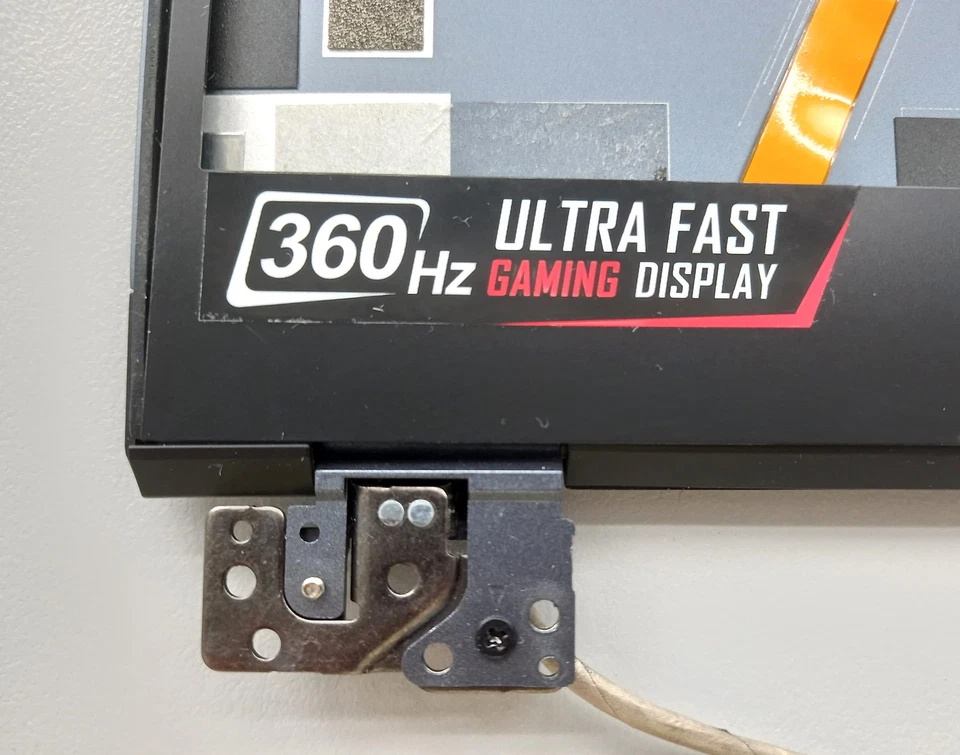 360Hz
ULTRA FAST
GAMING DISPLAY